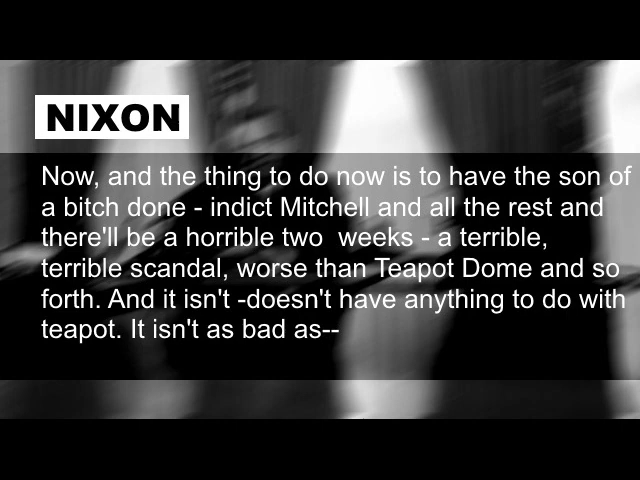 NIXON
Now, and the thing to do now is to have the son of
a bitch done - indict Mitchell and all the rest and
there'll be a horrible two  weeks - a terrible,
terrible scandal, worse than Teapot Dome and so
forth. And it isn't -doesn't have anything to do with
teapot. It isn't as bad as--